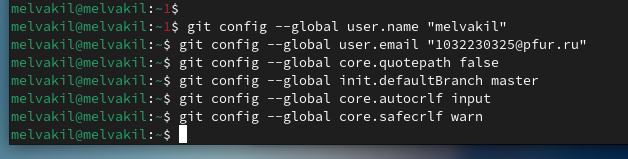 melvakil@melvakil:~1$
melvakil@melvakil:~1$ git config --global user.name "melvakil"
melvakil@melvakil:~$ git config --global user.email "1032230325@pfur.ru"
melvakil@melvakil:~$ git config --global core.quotepath false
melvakil@melvakil:~$ git config --global init.defaultBranch master
melvakil@melvakil:~$ git config --global core.autocrlf input
melvakil@melvakil:~$ git config --global core.safecrlf warn
melvakil@melvakil:~$